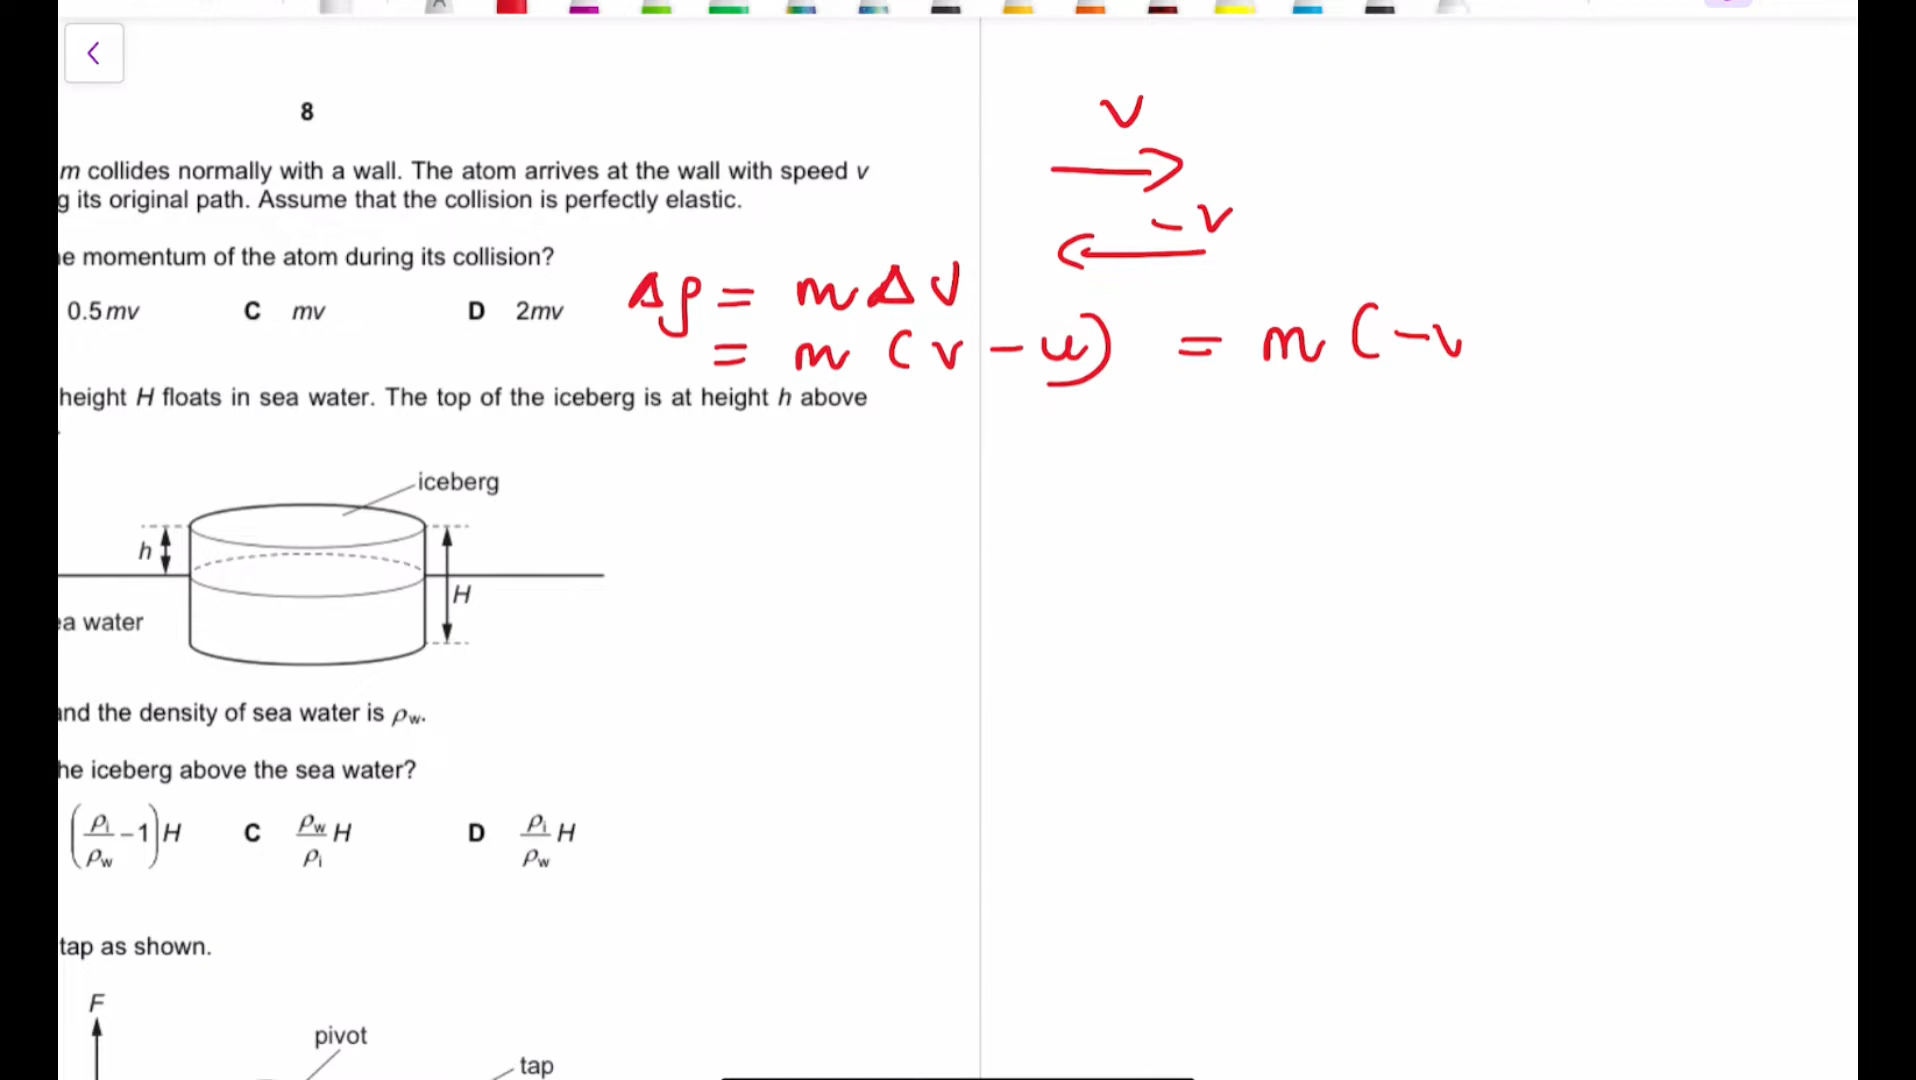 8
m collides normally with a wall. The atom arrives at the wall with speed v
g its original path. Assume that the collision is perfectly elastic.
e momentum of the atom during its collision?
0.5mv C mv D 2mv
v
-v
Δp = mΔv
= m (v - u) = m (-v
height H floats in sea water. The top of the iceberg is at height h above
iceberg
h
H
a water
and the density of sea water is ρw.
he iceberg above the sea water?
(ρi/ρw − 1)H C ρw/ρi H D ρi/ρw H
tap as shown.
F
pivot
tap